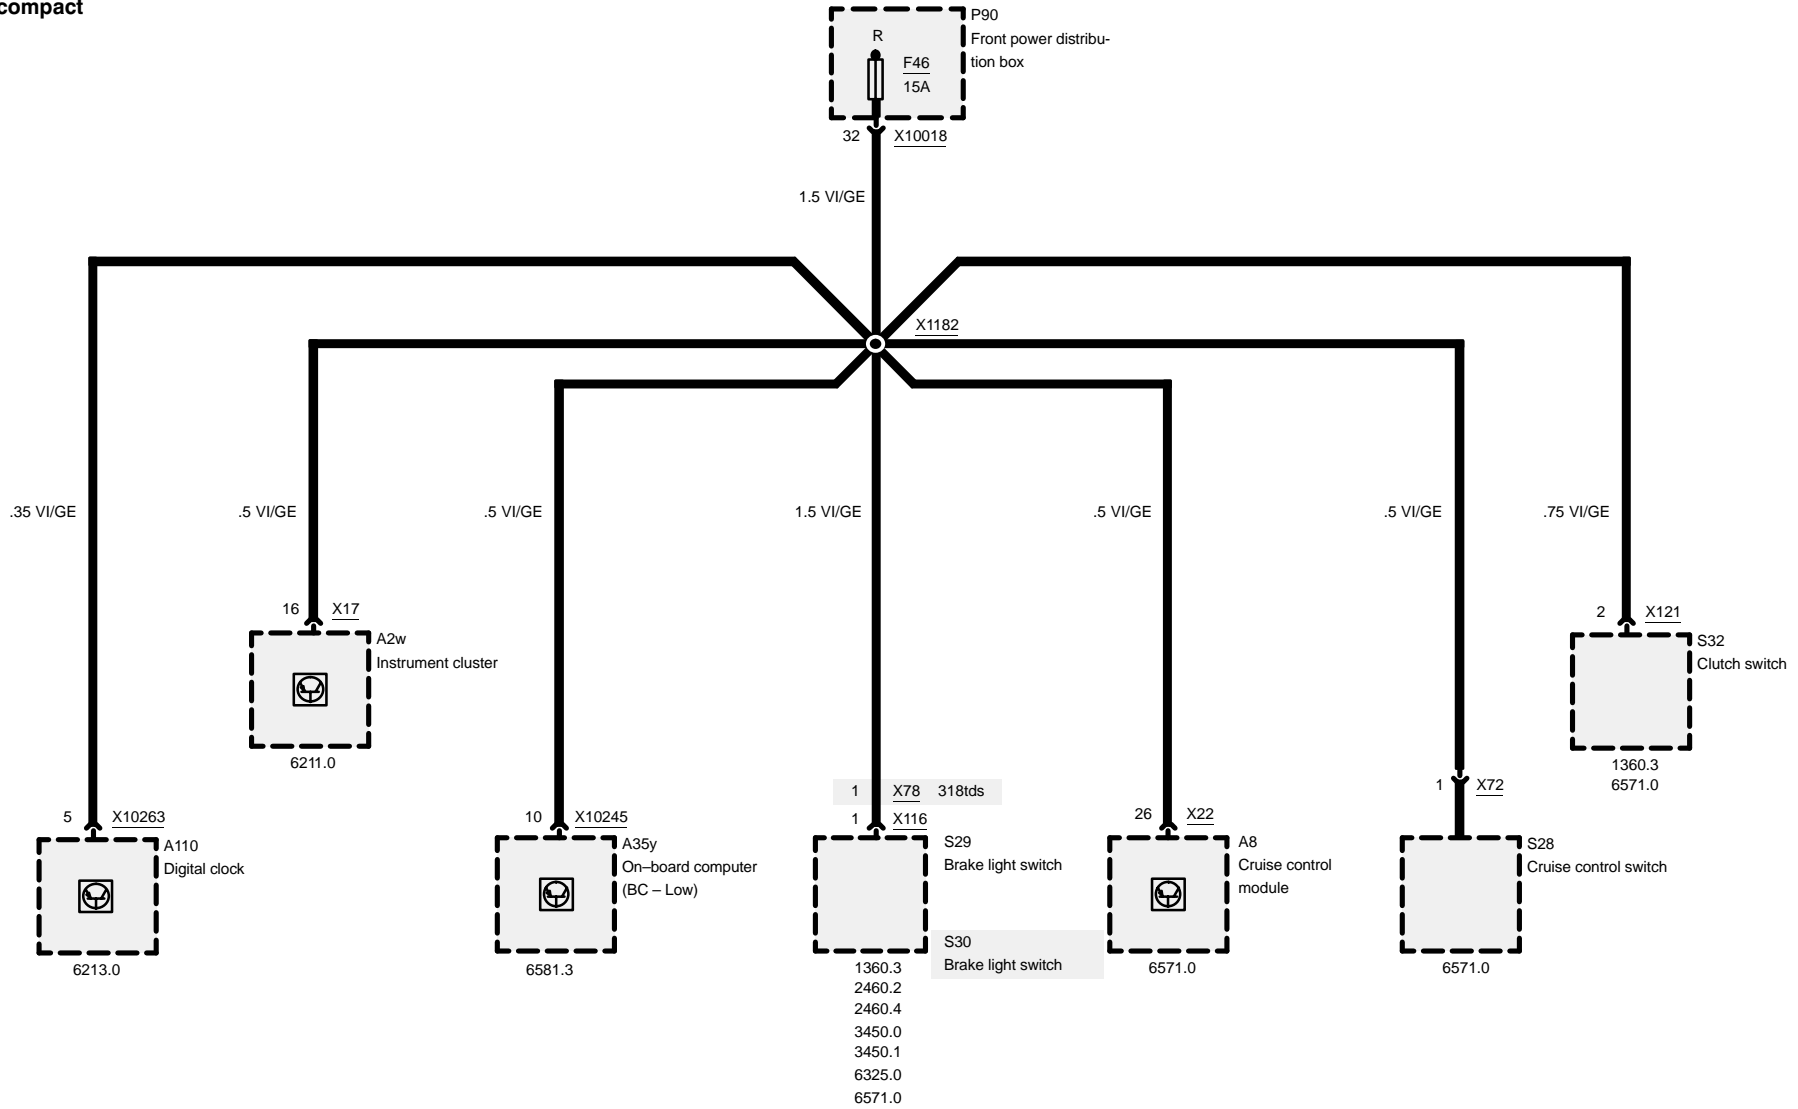 compact
P90
Front power distribu-
tion box
R
F46
15A
32 X10018
1.5 VI/GE
X1182
.35 VI/GE .5 VI/GE .5 VI/GE 1.5 VI/GE .5 VI/GE .5 VI/GE .75 VI/GE
16 X17
A2w
Instrument cluster
6211.0
2 X121
S32
Clutch switch
1360.3
6571.0
5 X10263
A110
Digital clock
6213.0
10 X10245
A35y
On–board computer
(BC – Low)
6581.3
1 X78 318tds
1 X116
S29
Brake light switch
S30
Brake light switch
1360.3
2460.2
2460.4
3450.0
3450.1
6325.0
6571.0
26 X22
A8
Cruise control
module
6571.0
1 X72
S28
Cruise control switch
6571.0